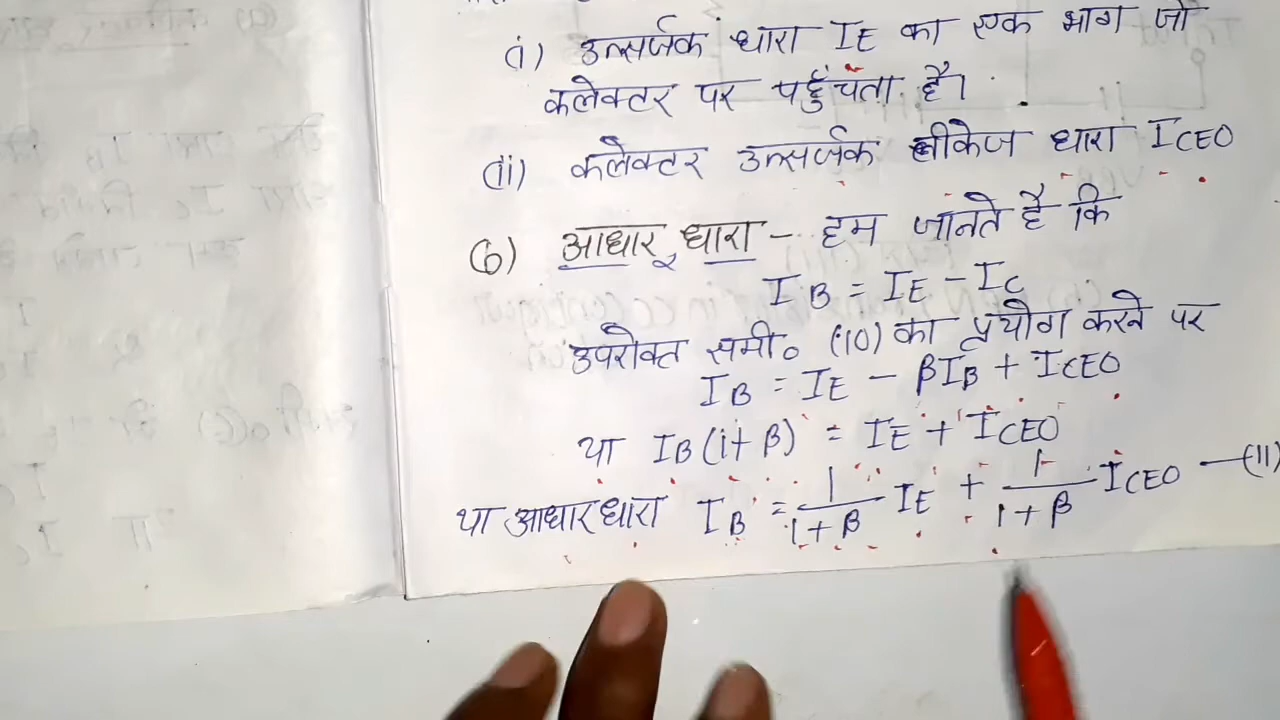 (i) उत्सर्जक धारा IE का एक भाग जो
कलेक्टर पर पहुँचता है।
(ii) कलेक्टर उत्सर्जक लीकेज धारा ICEO
(b) आधार धारा - हम जानते है कि
IB = IE - IC
उपरोक्त समी० (10) का प्रयोग करने पर
IB = IE - βIB + ICEO
या IB(1+β) = IE + ICEO
या आधार धारा IB = 1/1+β IE + 1/1+β ICEO —(11)